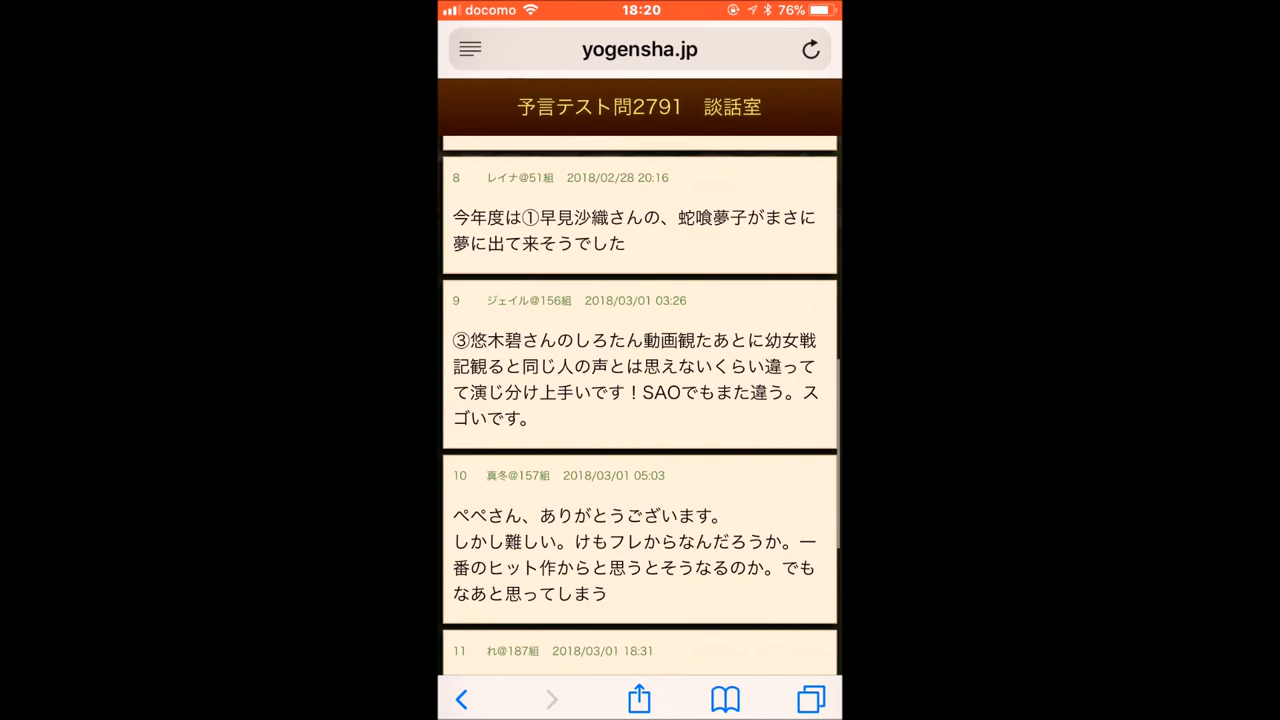 docomo 18:20 76%
yogensha.jp
予言テスト問2791　談話室
8 レイナ@51組 2018/02/28 20:16
今年度は①早見沙織さんの、蛇喰夢子がまさに
夢に出て来そうでした
9 ジェイル@156組 2018/03/01 03:26
③悠木碧さんのしろたん動画観たあとに幼女戦
記観ると同じ人の声とは思えないくらい違って
て演じ分け上手いです！SAOでもまた違う。ス
ゴいです。
10 真冬@157組 2018/03/01 05:03
ペペさん、ありがとうございます。
しかし難しい。けもフレからなんだろうか。一
番のヒット作からと思うとそうなるのか。でも
なあと思ってしまう
11 れ@187組 2018/03/01 18:31